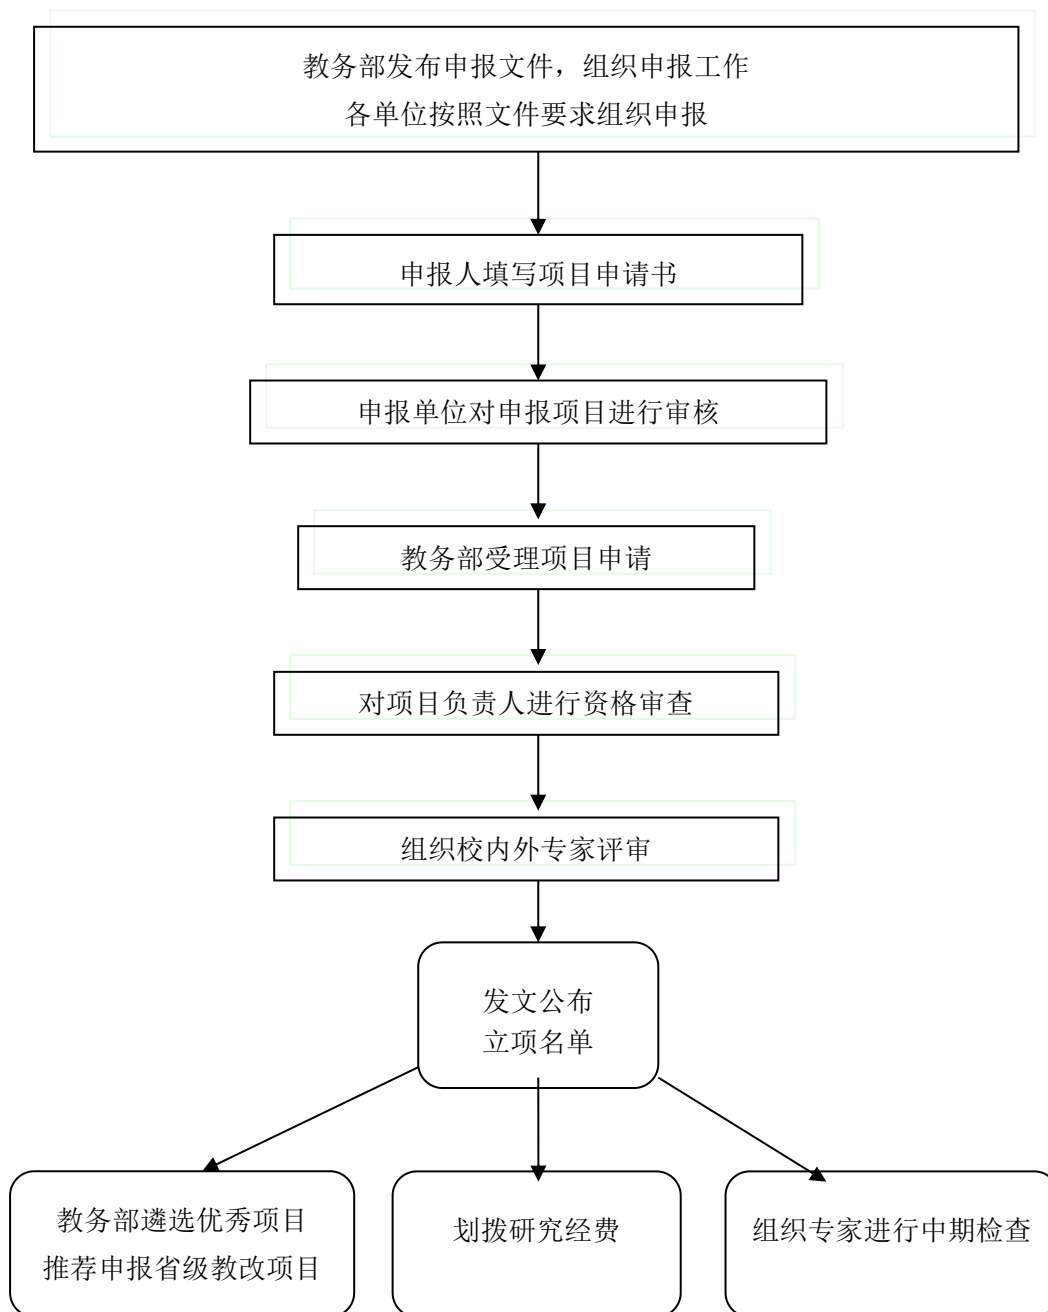 教务部发布申报文件，组织申报工作
各单位按照文件要求组织申报
申报人填写项目申请书
申报单位对申报项目进行审核
教务部受理项目申请
对项目负责人进行资格审查
组织校内外专家评审
发文公布
立项名单
教务部遴选优秀项目
推荐申报省级教改项目
划拨研究经费
组织专家进行中期检查